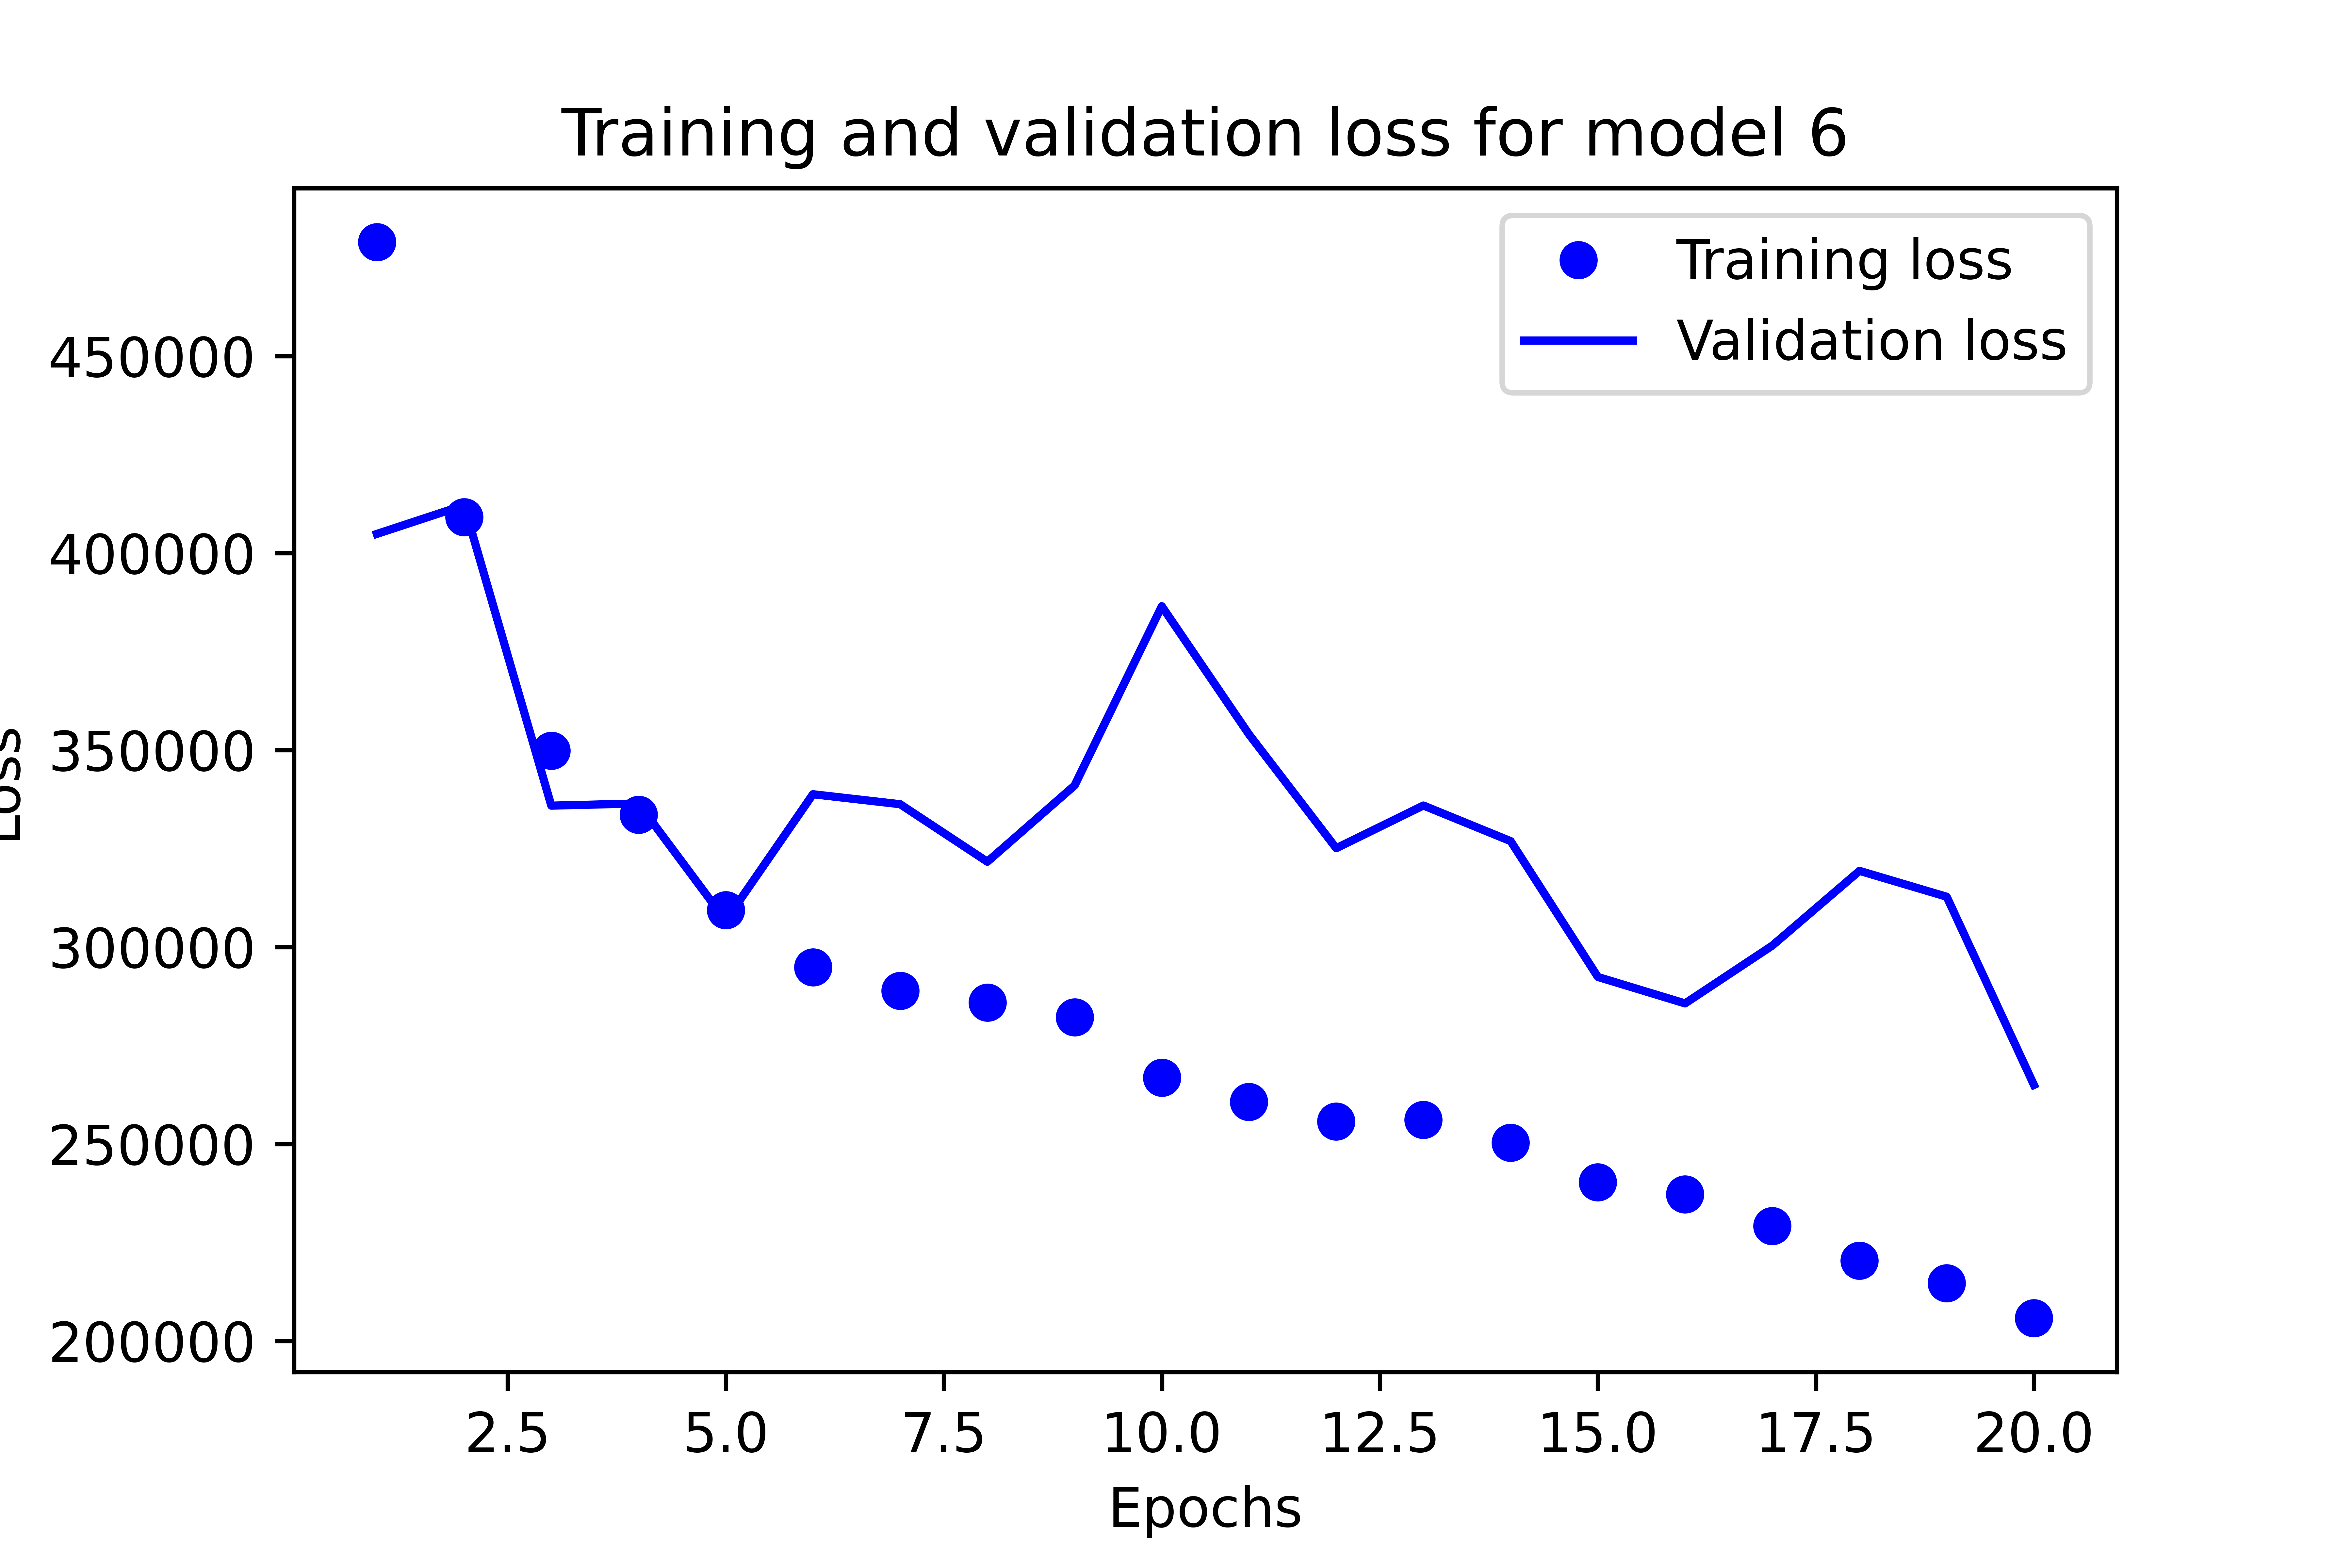 Training and validation loss for model 6
Training loss
Validation loss
450000
400000
350000
300000
250000
200000
Loss
2.5 5.0 7.5 10.0 12.5 15.0 17.5 20.0
Epochs